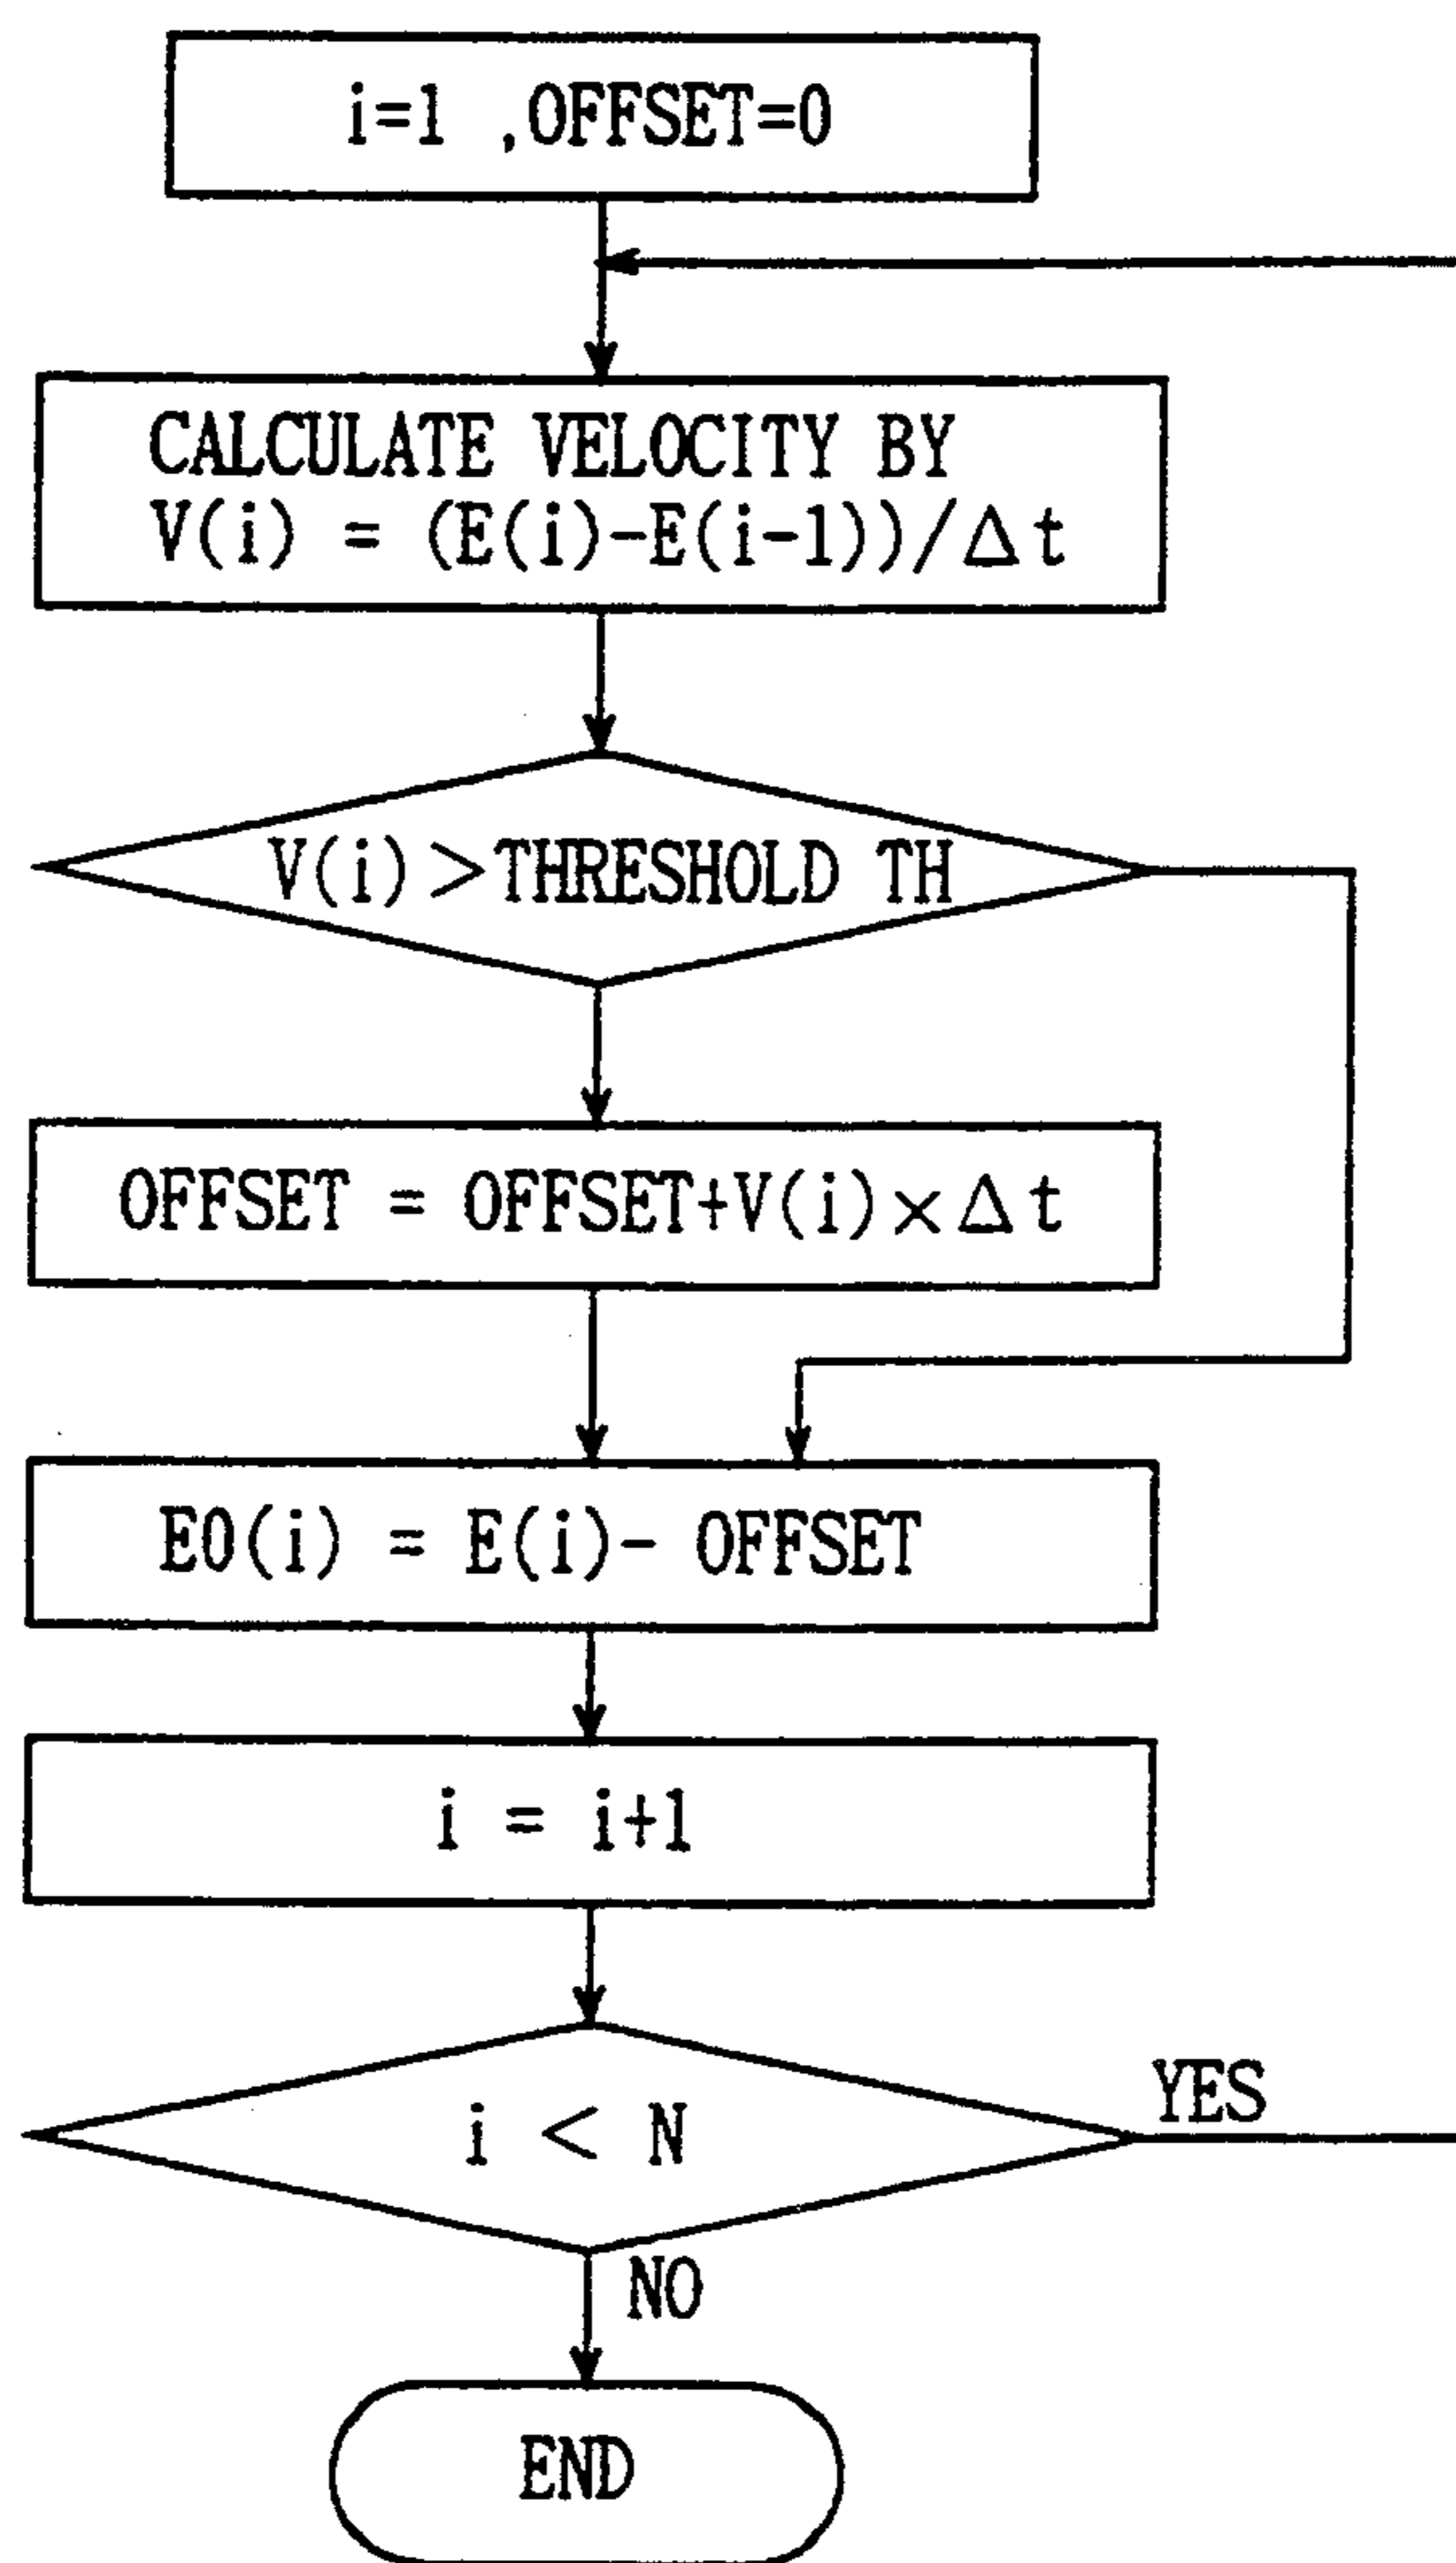 i=1 ,OFFSET=0
CALCULATE VELOCITY BY
V(i) = (E(i)-E(i-1))/Δt
V(i)>THRESHOLD TH
OFFSET = OFFSET+V(i)×Δt
E0(i) = E(i)- OFFSET
i = i+1
i < N
YES
NO
END